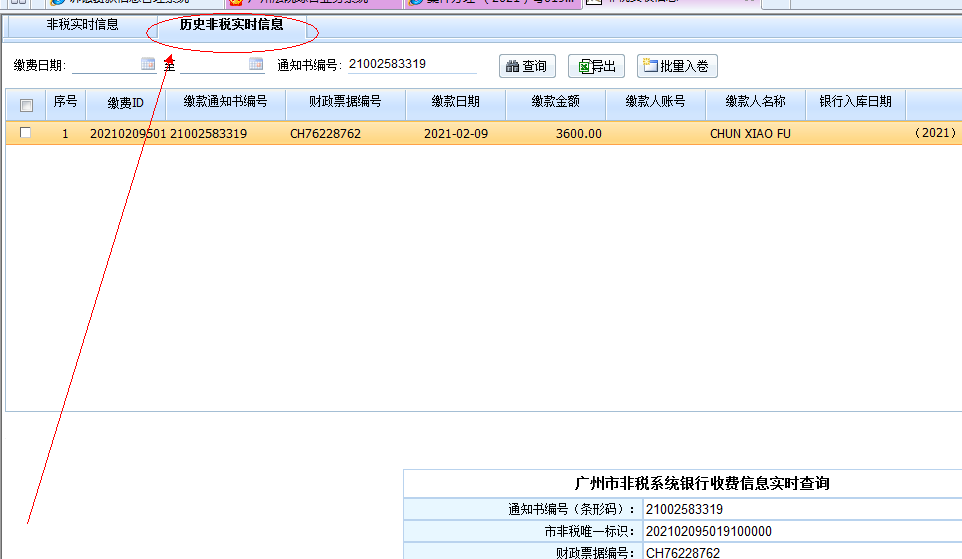 非税实时信息 历史非税实时信息
缴费日期: 至 通知书编号: 21002583319 查询 导出 批量入卷
序号 缴费ID 缴款通知书编号 财政票据编号 缴款日期 缴款金额 缴款人账号 缴款人名称 银行入库日期
1 20210209501 21002583319 CH76228762 2021-02-09 3600.00 CHUN XIAO FU （2021）
广州市非税系统银行收费信息实时查询
通知书编号（条形码）: 21002583319
市非税唯一标识: 202102095019100000
财政票据编号: CH76228762